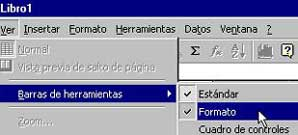 Libro1
Ver Insertar Formato Herramientas Datos Ventana ?
Normal
Vista previa de salto de página
Barras de herramientas
Estándar
Formato
Zoom...
Cuadro de controles